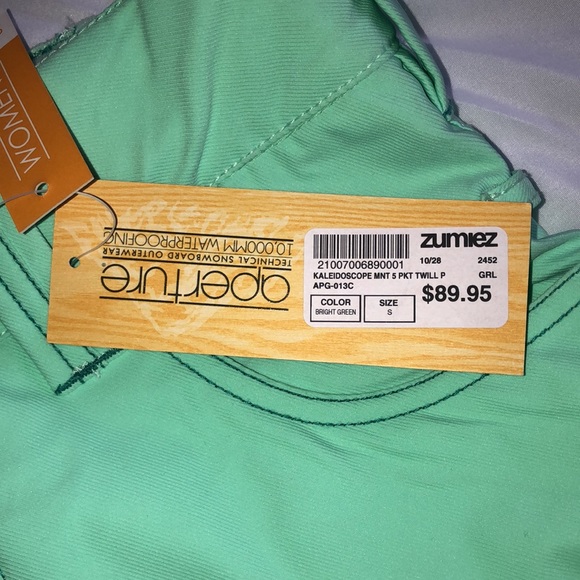 WOMEN
aperture
TECHNICAL SNOWBOARD OUTERWEAR
10,000MM WATERPROOFING
zumiez
21007006890001 10/28 2452
KALEIDOSCOPE MINT 5 PKT TWILL P GRL
APG-013C
$89.95
COLOR SIZE
BRIGHT GREEN S